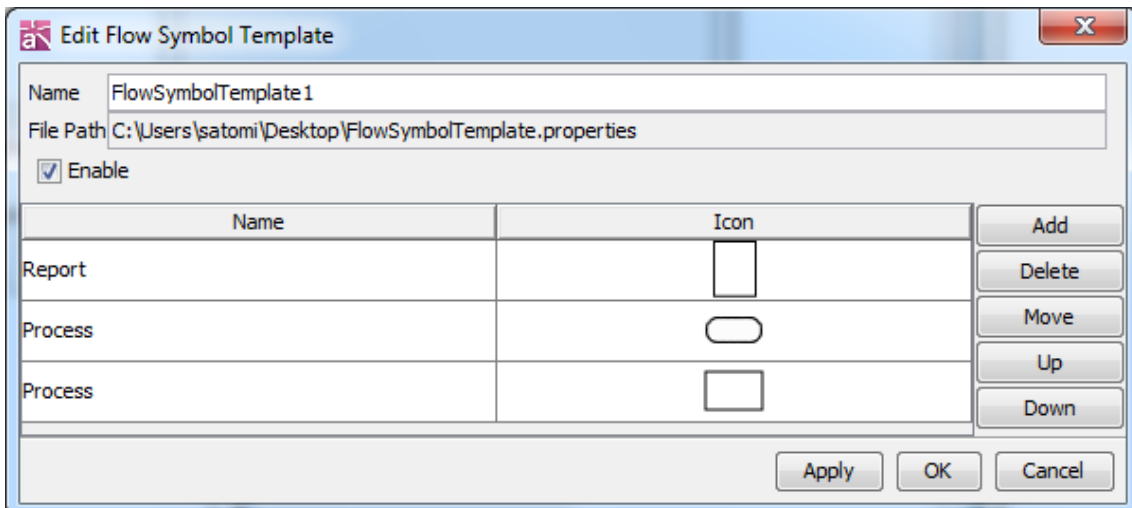 Edit Flow Symbol Template
Name FlowSymbolTemplate1
File Path C:\Users\satomi\Desktop\FlowSymbolTemplate.properties
Enable
Name Icon Add
Report Delete
Move
Process
Up
Process
Down
Apply OK Cancel